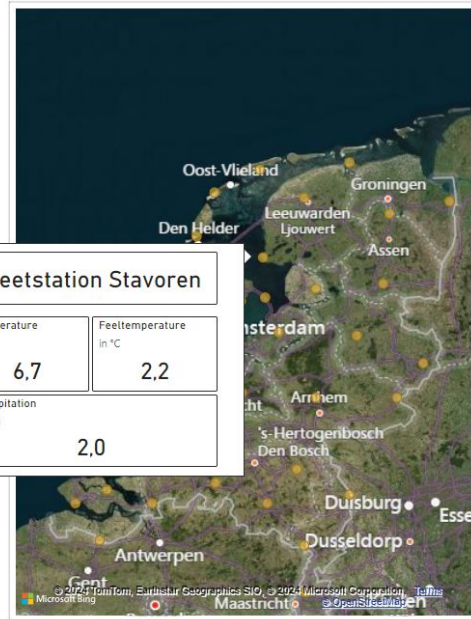 Oost-Vlieland
Groningen
Leeuwarden
Ljouwert
Den Helder
Assen
eetstation Stavoren
erature
Feeltemperature
in °C
6,7
2,2
pitation
2,0
nsterdam
cht
Arnhem
's-Hertogenbosch
Den Bosch
Duisburg
Esse
Dusseldorp
Antwerpen
Gent
Maastricht
en
Microsoft Bing
© 2024 TomTom, Earthstar Geographics SIO, © 2024 Microsoft Corporation, Terms
© OpenStreetMap